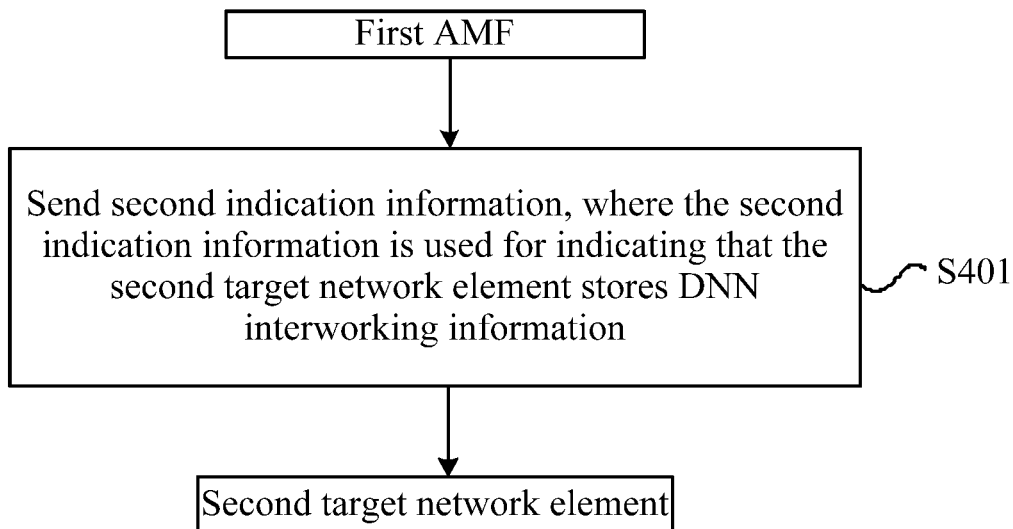 First AMF
Send second indication information, where the second
indication information is used for indicating that the
second target network element stores DNN
interworking information
S401
Second target network element